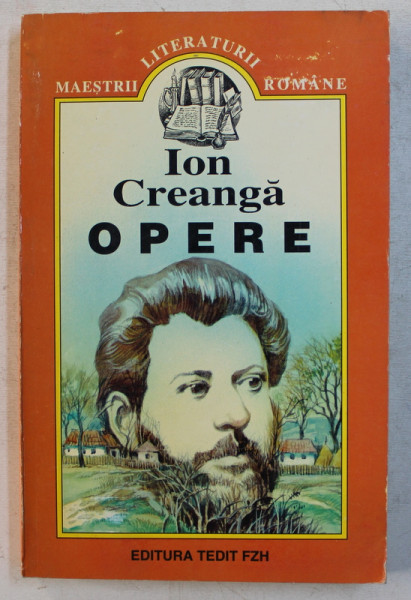 MAEȘTRII LITERATURII ROMÂNE
Ion
Creangă
OPERE
EDITURA TEDIT FZH